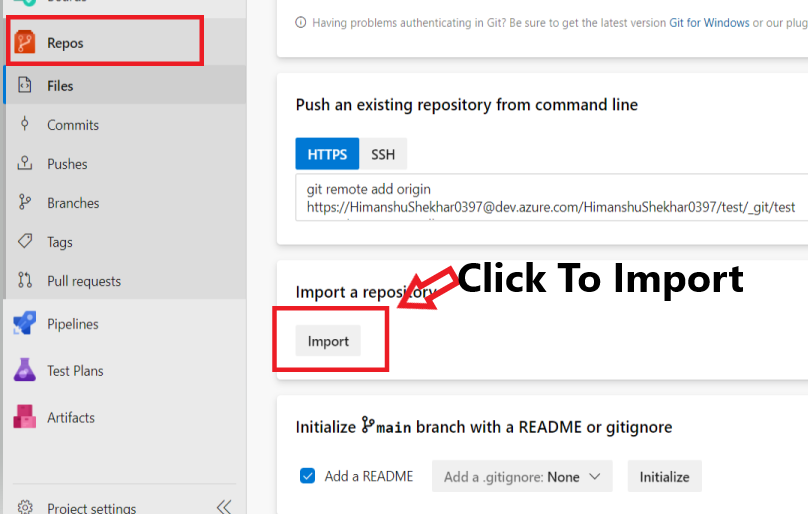 Boards
Repos
Files
Commits
Pushes
Branches
Tags
Pull requests
Pipelines
Test Plans
Artifacts
Project settings
Having problems authenticating in Git? Be sure to get the latest version Git for Windows or our plug
Push an existing repository from command line
HTTPS SSH
git remote add origin
https://HimanshuShekhar0397@dev.azure.com/HimanshuShekhar0397/test/_git/test
Click To Import
Import a repository
Import
Initialize main branch with a README or gitignore
Add a README Add a .gitignore: None Initialize